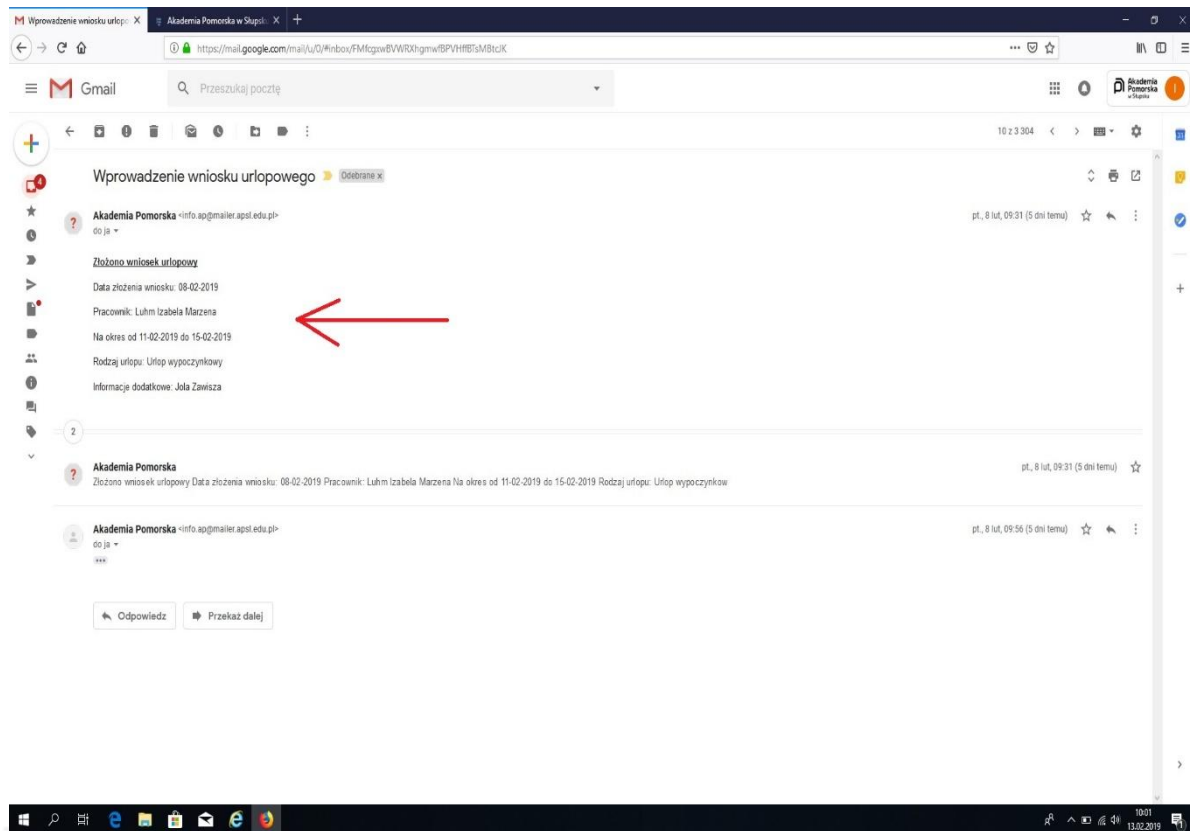 Wprowadzenie wniosku urlopo
Akademia Pomorska w Słupsk
https://mail.google.com/mail/u/0/#inbox/FMfcgxwBVWRXhgmwfBPVHffBTsMBtcJK
Gmail
Przeszukaj pocztę
Akademia
Pomorska
w Słupsku
I
10 z 3 304
31
4
Wprowadzenie wniosku urlopowego
Odebrane x
Akademia Pomorska <info.ap@mailer.apsl.edu.pl>
pt., 8 lut, 09:31 (5 dni temu)
do ja
Złożono wniosek urlopowy
Data złożenia wniosku: 08-02-2019
Pracownik: Luhm Izabela Marzena
Na okres od 11-02-2019 do 15-02-2019
Rodzaj urlopu: Urlop wypoczynkowy
Informacje dodatkowe: Jola Zawisza
2
Akademia Pomorska
pt., 8 lut, 09:31 (5 dni temu)
Złożono wniosek urlopowy Data złożenia wniosku: 08-02-2019 Pracownik: Luhm Izabela Marzena Na okres od 11-02-2019 do 15-02-2019 Rodzaj urlopu: Urlop wypoczynkow
Akademia Pomorska <info.ap@mailer.apsl.edu.pl>
pt., 8 lut, 09:56 (5 dni temu)
do ja
Odpowiedz
Przekaż dalej
10:01
13.02.2019